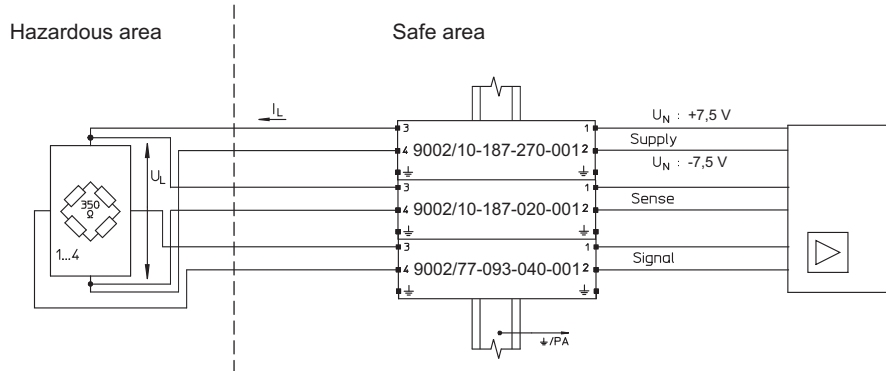 Hazardous area
Safe area
I_L
3
1
U_N : +7,5 V
4
9002/10-187-270-001
2
Supply
⏚
⏚
U_N : -7,5 V
U_L
3
1
350
Ω
4
9002/10-187-020-001
2
Sense
⏚
⏚
1...4
3
1
4
9002/77-093-040-001
2
Signal
⏚
⏚
⏚/PA